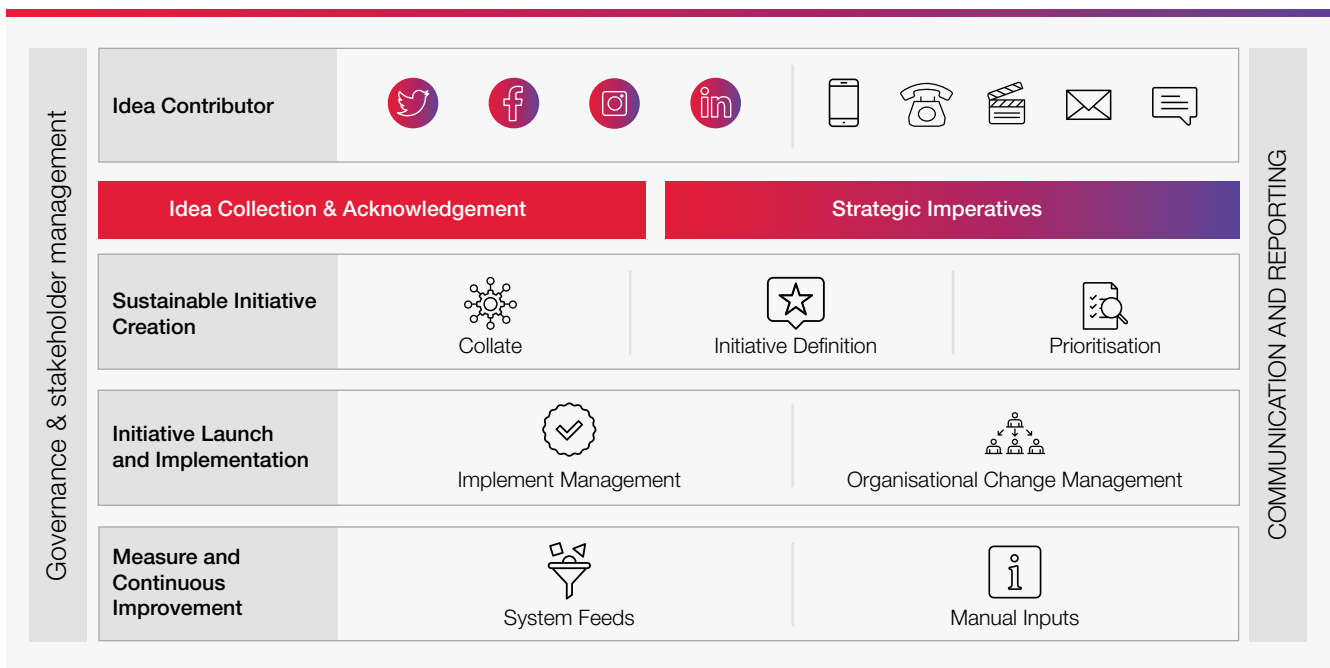 Governance & stakeholder management
Idea Contributor
in
Idea Collection & Acknowledgement
Strategic Imperatives
Sustainable Initiative
Creation
Collate
Initiative Definition
Prioritisation
Initiative Launch
and Implementation
Implement Management
Organisational Change Management
Measure and
Continuous
Improvement
System Feeds
Manual Inputs
COMMUNICATION AND REPORTING